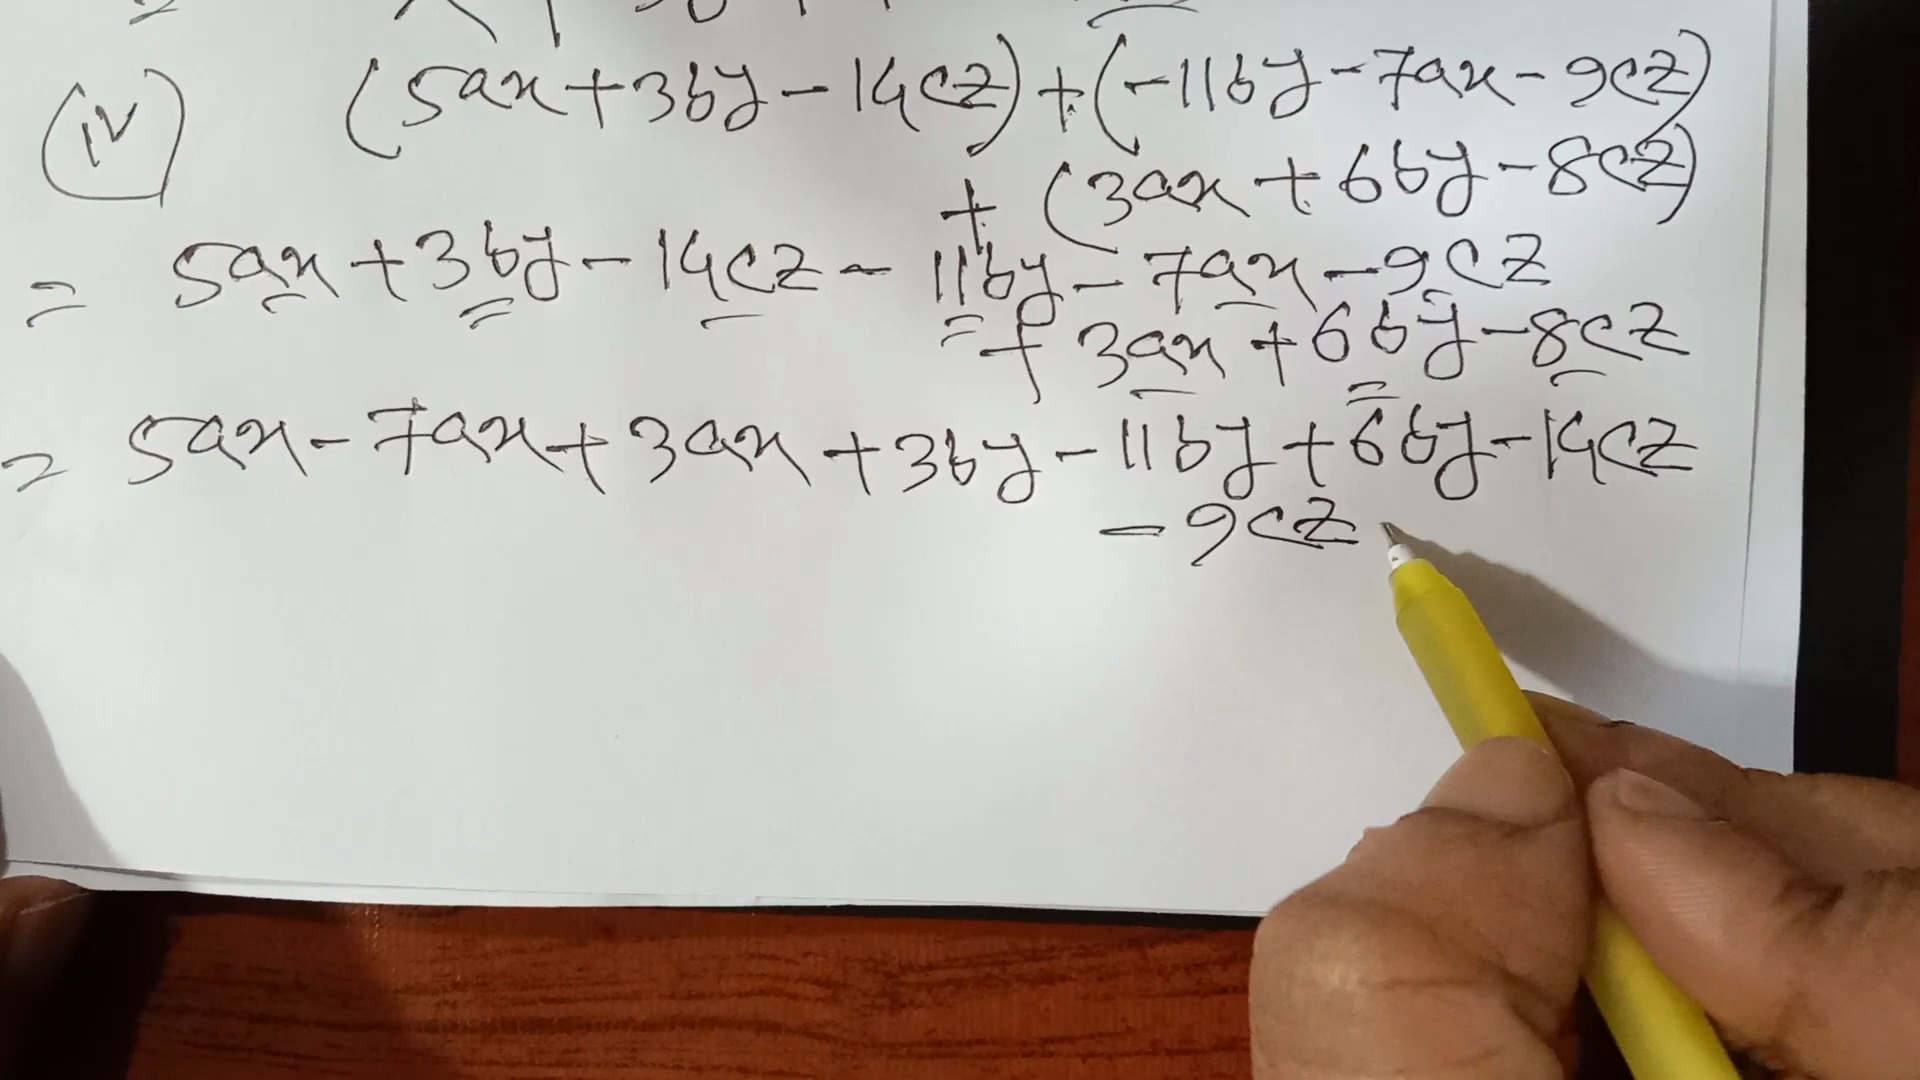 (iv) (5ax+3by-14cz)+(-11by-7ax-9cz)
+ (3ax+6by-8cz)
= 5ax+3by-14cz-11by-7ax-9cz
+ 3ax+6by-8cz
= 5ax-7ax+3ax+3by-11by+6by-14cz
-9cz